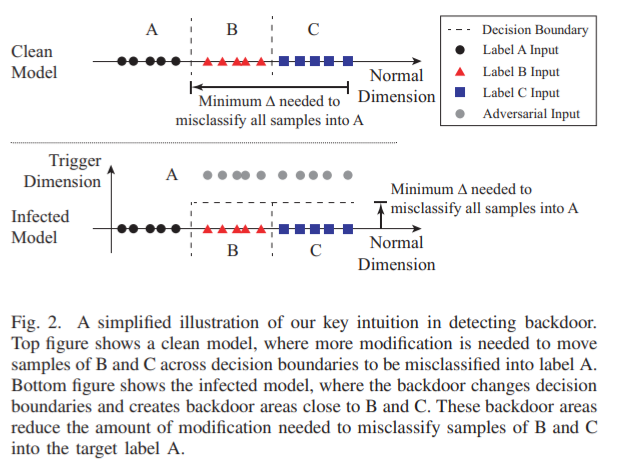 A
B
C
Clean
Model
Normal
Dimension
Minimum Δ needed to
misclassify all samples into A
Decision Boundary
Label A Input
Label B Input
Label C Input
Adversarial Input
Trigger
Dimension
A
Infected
Model
B
C
Minimum Δ needed to
misclassify all samples into A
Normal
Dimension
Fig. 2. A simplified illustration of our key intuition in detecting backdoor.
Top figure shows a clean model, where more modification is needed to move
samples of B and C across decision boundaries to be misclassified into label A.
Bottom figure shows the infected model, where the backdoor changes decision
boundaries and creates backdoor areas close to B and C. These backdoor areas
reduce the amount of modification needed to misclassify samples of B and C
into the target label A.